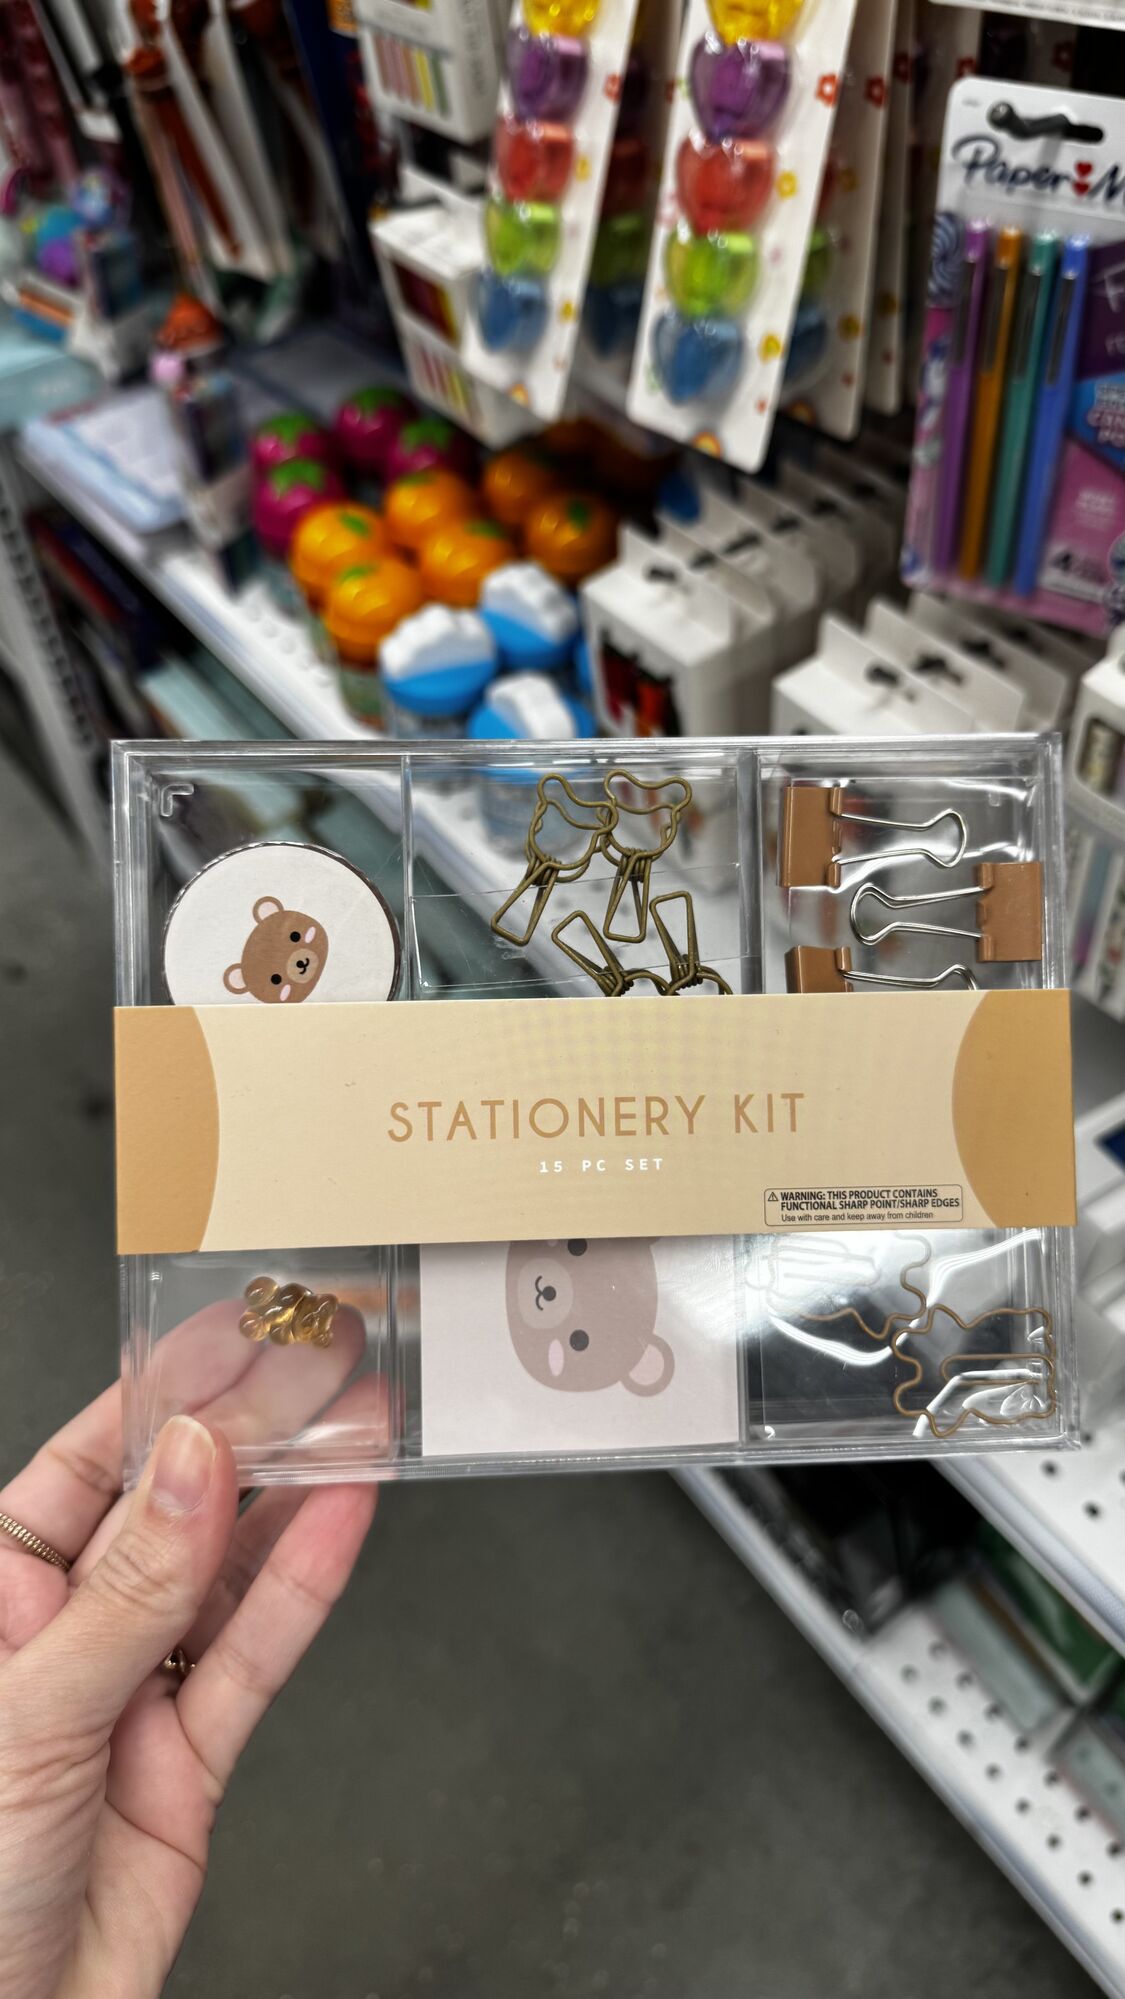 Paper
STATIONERY KIT
15 PC SET
⚠ WARNING: THIS PRODUCT CONTAINS
FUNCTIONAL SHARP POINT/SHARP EDGES
Use with care and keep away from children